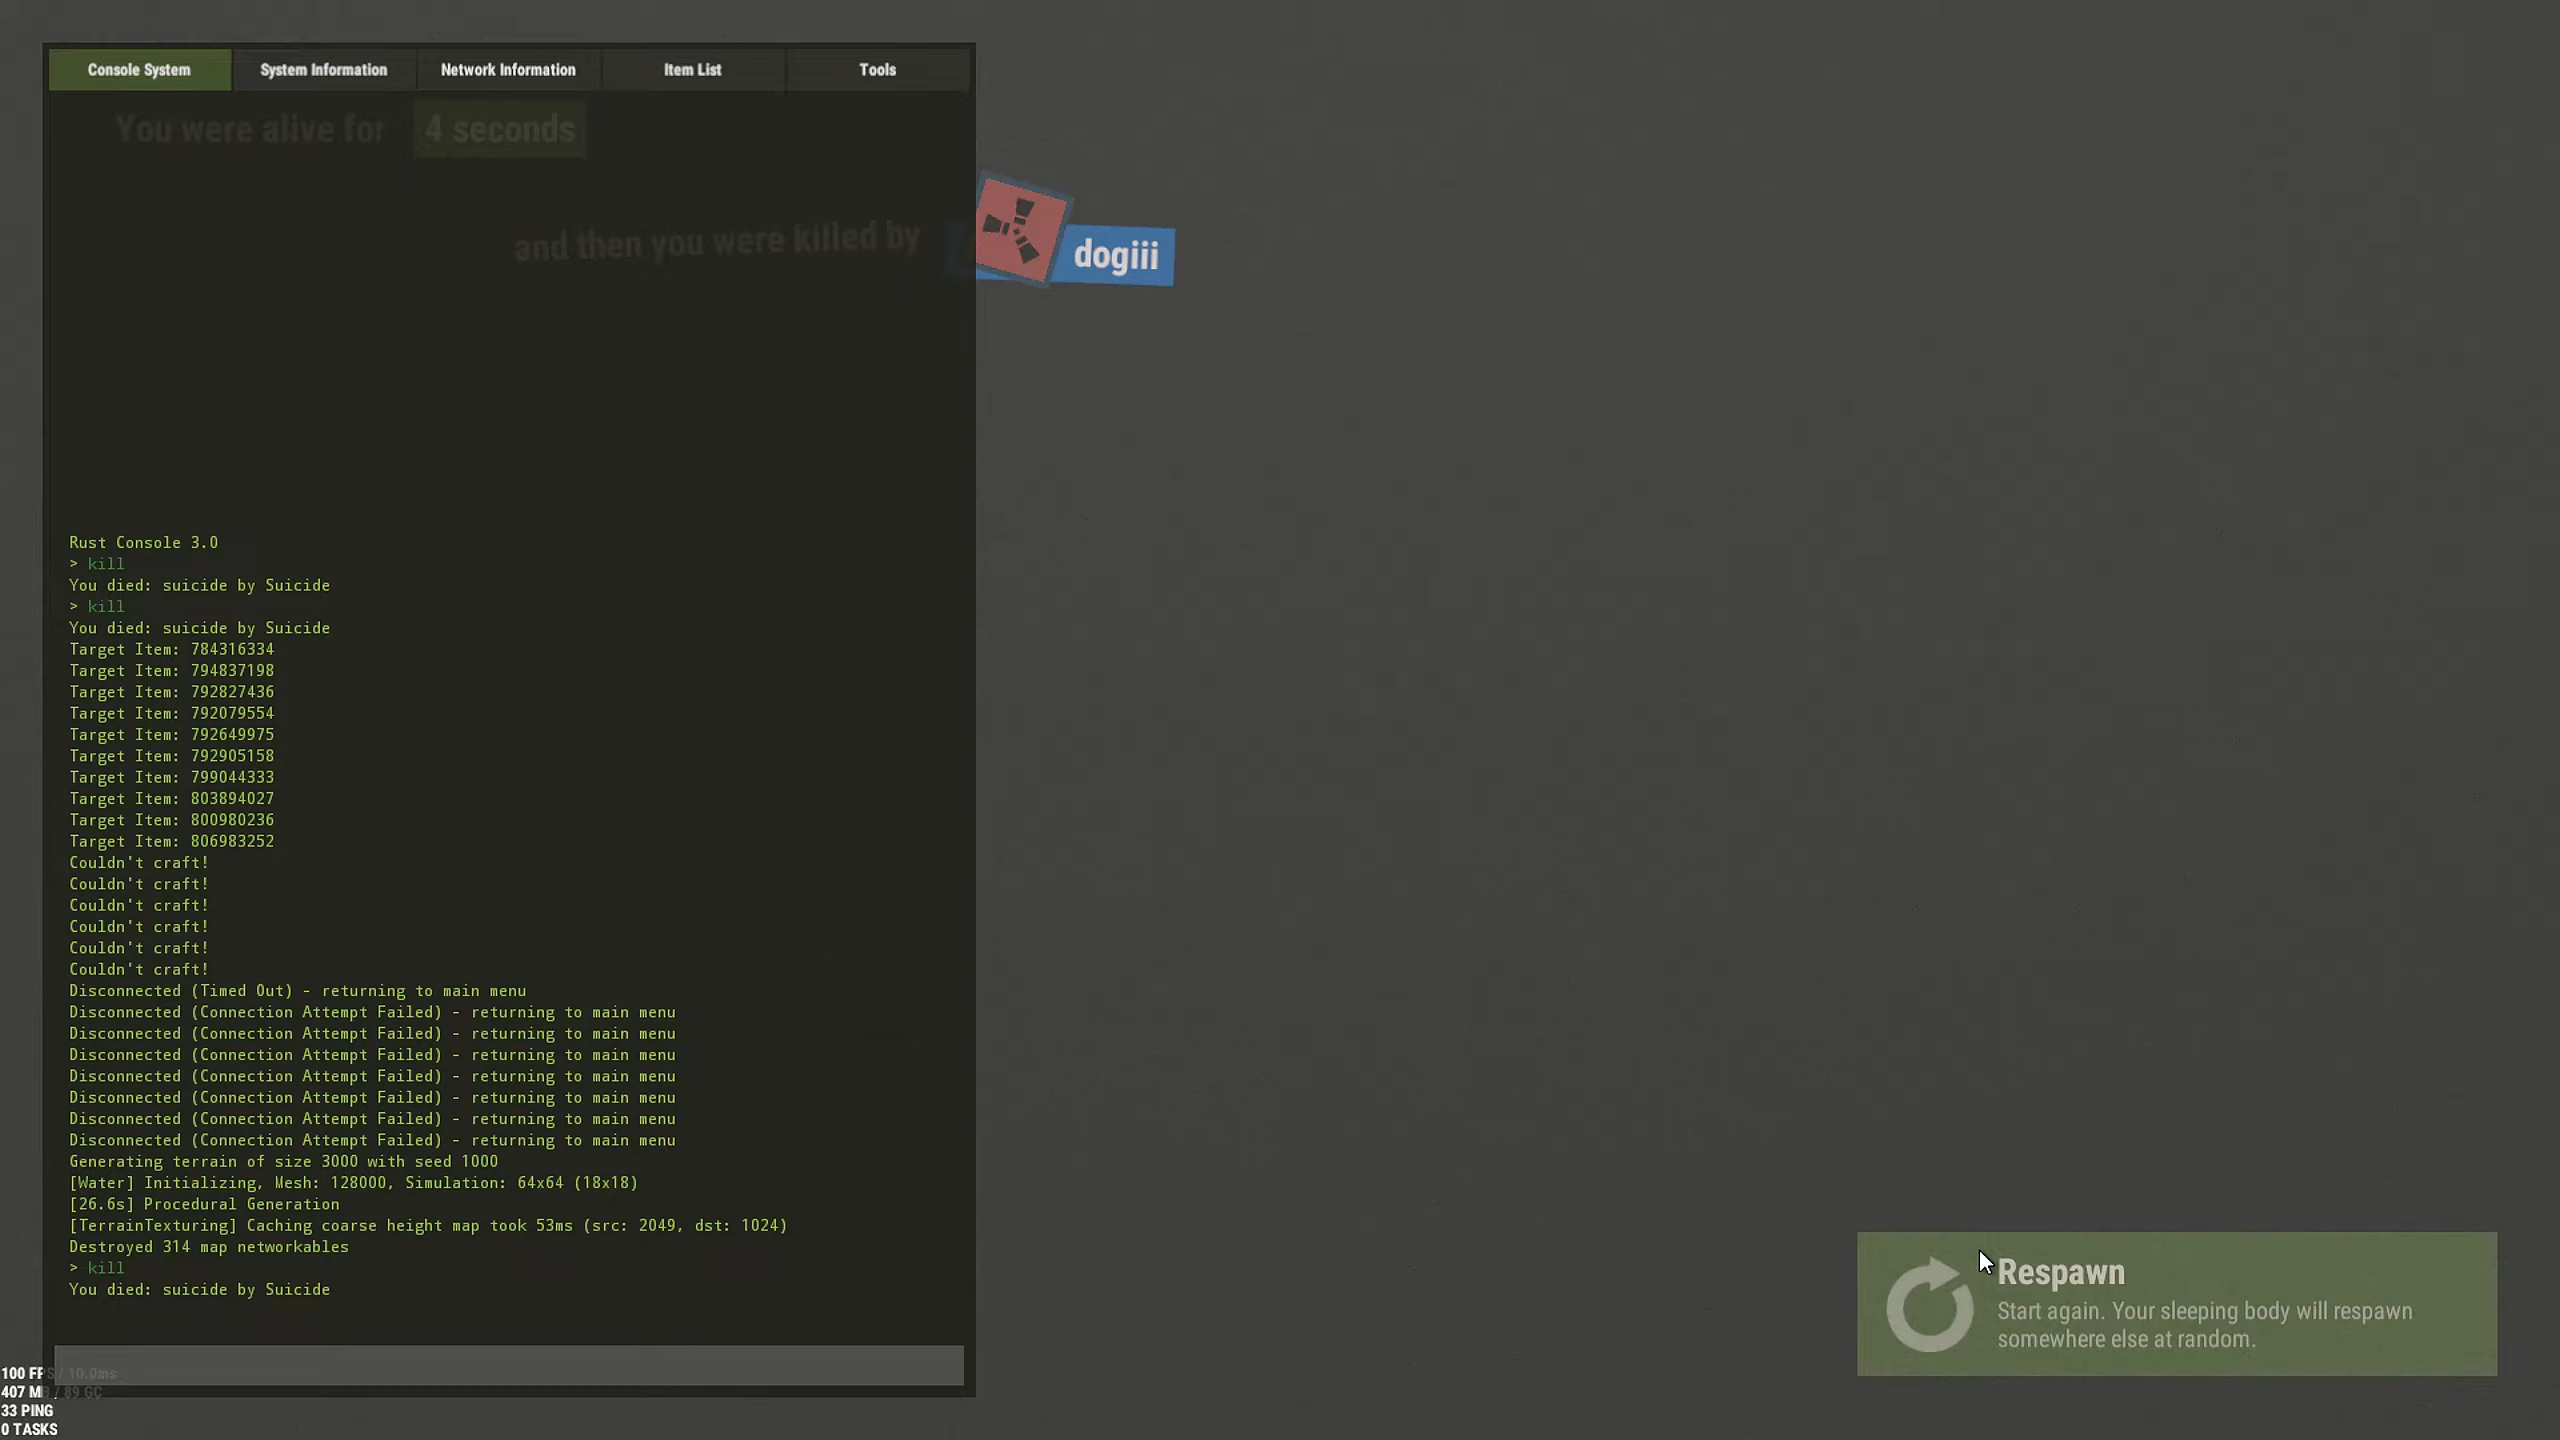 Console System
System Information
Network Information
Item List
Tools
You were alive for 4 seconds
and then you were killed by dogiii
Rust Console 3.0
> kill
You died: suicide by Suicide
> kill
You died: suicide by Suicide
Target Item: 784316334
Target Item: 794837198
Target Item: 792827436
Target Item: 792079554
Target Item: 792649975
Target Item: 792905158
Target Item: 799044333
Target Item: 803894027
Target Item: 800980236
Target Item: 806983252
Couldn't craft!
Couldn't craft!
Couldn't craft!
Couldn't craft!
Couldn't craft!
Couldn't craft!
Disconnected (Timed Out) - returning to main menu
Disconnected (Connection Attempt Failed) - returning to main menu
Disconnected (Connection Attempt Failed) - returning to main menu
Disconnected (Connection Attempt Failed) - returning to main menu
Disconnected (Connection Attempt Failed) - returning to main menu
Disconnected (Connection Attempt Failed) - returning to main menu
Disconnected (Connection Attempt Failed) - returning to main menu
Disconnected (Connection Attempt Failed) - returning to main menu
Generating terrain of size 3000 with seed 1000
[Water] Initializing, Mesh: 128000, Simulation: 64x64 (18x18)
[26.6s] Procedural Generation
[TerrainTexturing] Caching coarse height map took 53ms (src: 2049, dst: 1024)
Destroyed 314 map networkables
> kill
You died: suicide by Suicide
Respawn
Start again. Your sleeping body will respawn
somewhere else at random.
100 FPS / 10.0ms
407 MB / 89 GC
33 PING
0 TASKS